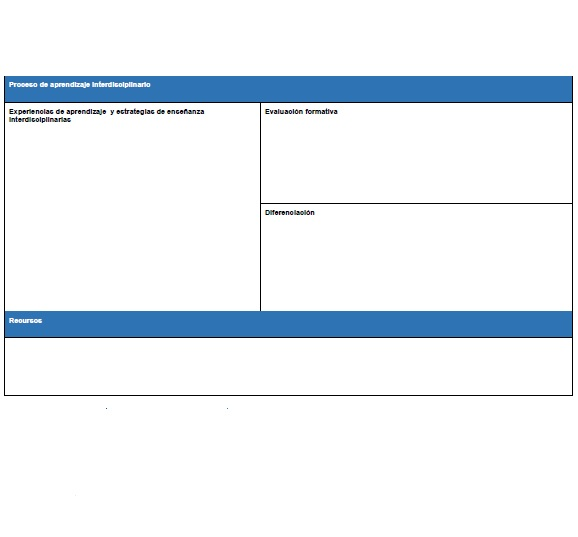 Proceso de aprendizaje interdisciplinario
Experiencias de aprendizaje y estrategias de enseñanza
interdisciplinarias
Evaluación formativa
Diferenciación
Recursos